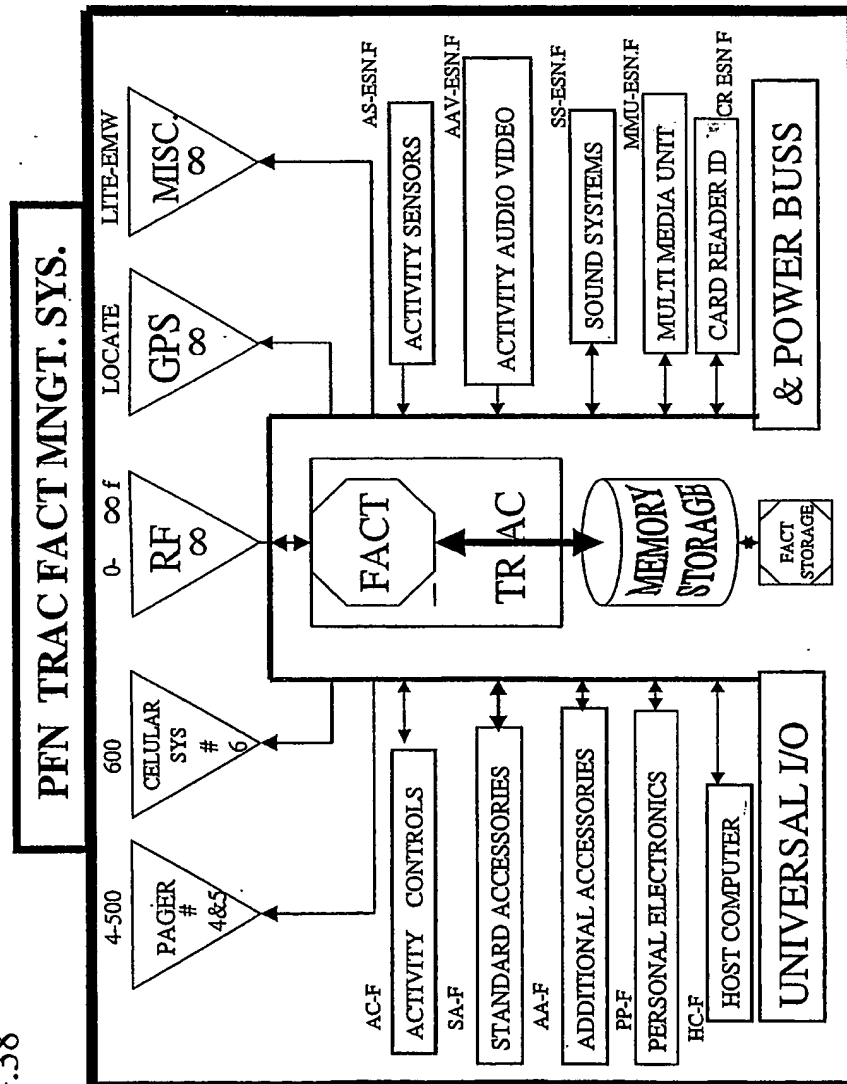 PFN TRAC FACT MNGT. SYS.
4-500
600
0- ∞ f
LOCATE
LITE-EMW
PAGER
#
4&5
CELULAR
SYS
#
6
RF
∞
GPS
∞
MISC.
∞
AC-F
ACTIVITY CONTROLS
SA-F
STANDARD ACCESSORIES
AA-F
ADDITIONAL ACCESSORIES
PP-F
PERSONAL ELECTRONICS
HC-F
HOST COMPUTER
UNIVERSAL I/O
FACT
TRAC
MEMORY
STORAGE
FACT
STORAGE
AS-ESN.F
ACTIVITY SENSORS
AAV-ESN.F
ACTIVITY AUDIO VIDEO
SS-ESN.F
SOUND SYSTEMS
MMU-ESN.F
MULTI MEDIA UNIT
CR ESN F
CARD READER ID
& POWER BUSS